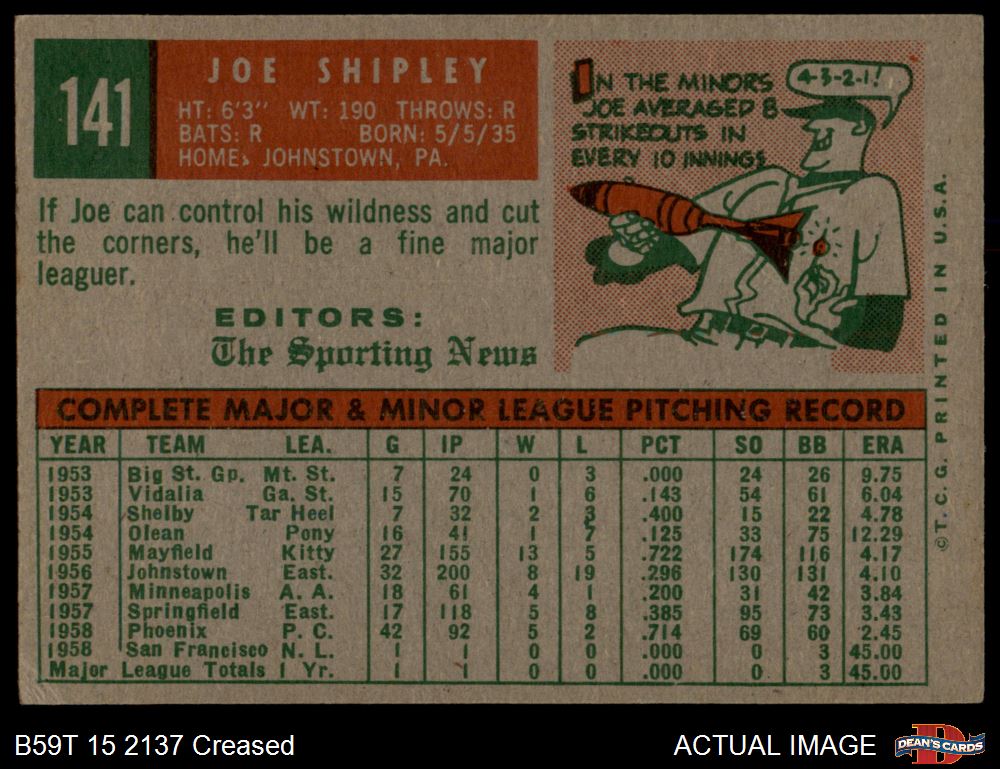 141
JOE SHIPLEY
HT: 6'3" WT: 190 THROWS: R
BATS: R BORN: 5/5/35
HOME: JOHNSTOWN, PA.
If Joe can control his wildness and cut
the corners, he'll be a fine major
leaguer.
EDITORS:
The Sporting News
IN THE MINORS
JOE AVERAGED 8
STRIKEOUTS IN
EVERY 10 INNINGS
4-3-2-1!
COMPLETE MAJOR & MINOR LEAGUE PITCHING RECORD
YEAR TEAM LEA. G IP W L PCT SO BB ERA
1953 Big St. Gp. Mt. St. 7 24 0 3 .000 24 26 9.75
1953 Vidalia Ga. St. 15 70 1 6 .143 54 61 6.04
1954 Shelby Tar Heel 7 32 2 3 .400 15 22 4.78
1954 Olean Pony 16 41 1 7 .125 33 75 12.29
1955 Mayfield Kitty 27 155 13 5 .722 174 116 4.17
1956 Johnstown East. 32 200 8 19 .296 130 131 4.10
1957 Minneapolis A. A. 18 61 4 1 .200 31 42 3.84
1957 Springfield East. 17 118 5 8 .385 95 73 3.43
1958 Phoenix P. C. 42 92 5 2 .714 69 60 2.45
1958 San Francisco N. L. 1 1 0 0 .000 0 3 45.00
Major League Totals 1 Yr. 1 1 0 0 .000 0 3 45.00
©T. C. G. PRINTED IN U.S.A.
B59T 15 2137 Creased
ACTUAL IMAGE
DEAN'S CARDS